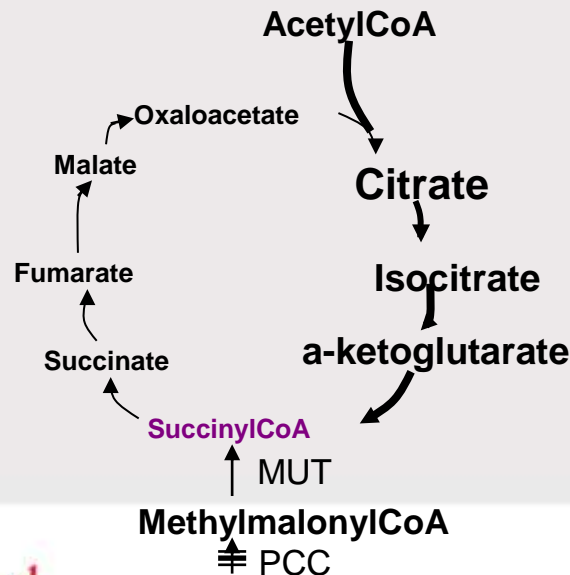 AcetylCoA
Oxaloacetate
Malate
Citrate
Fumarate
Isocitrate
Succinate
a-ketoglutarate
SuccinylCoA
MUT
MethylmalonylCoA
PCC